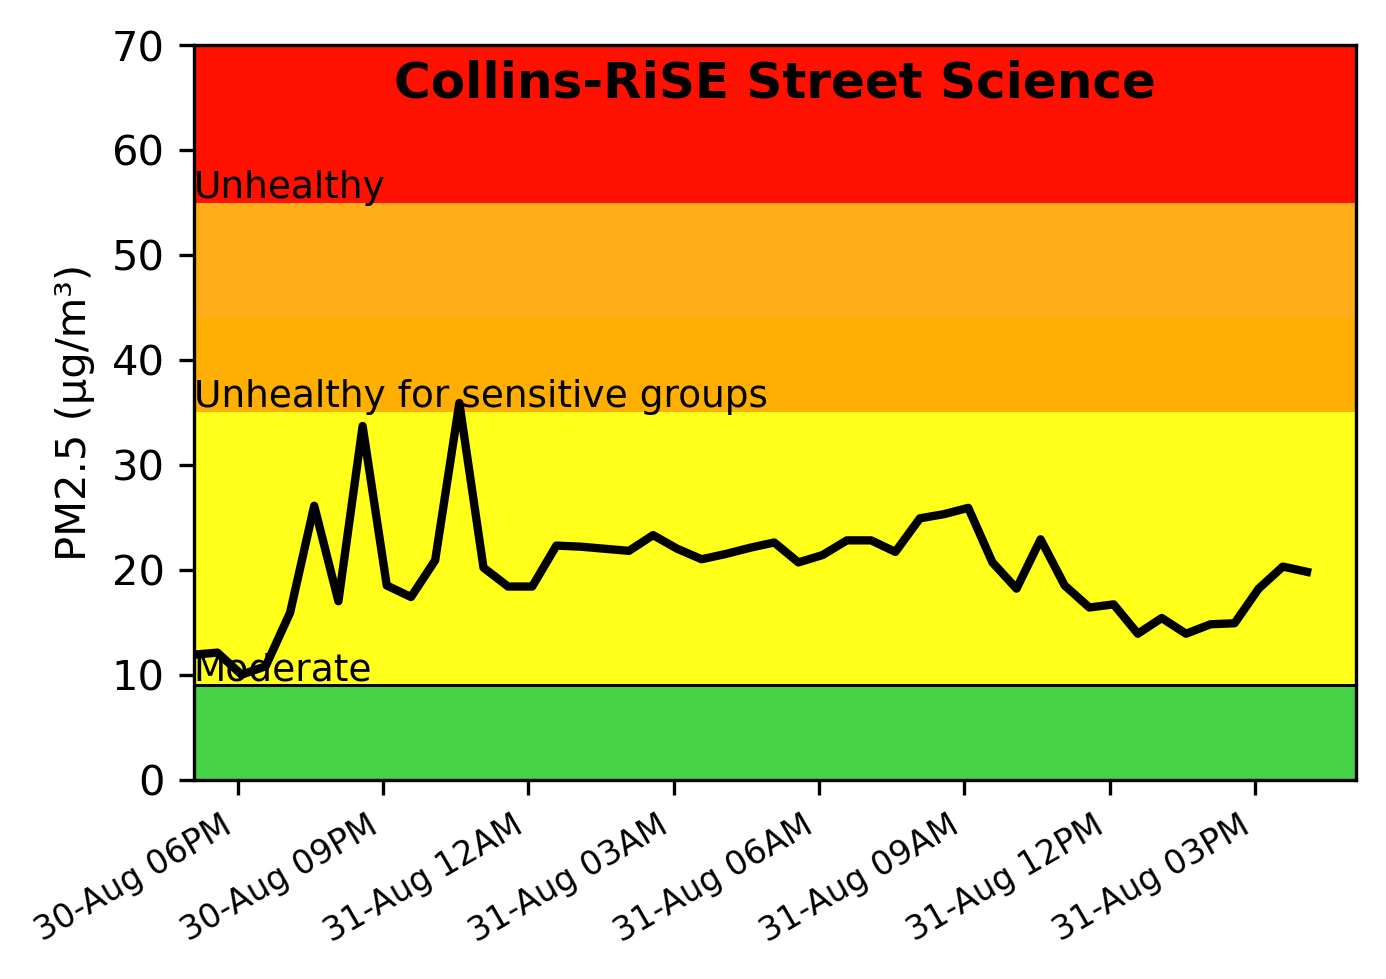 Collins-RiSE Street Science
70
60
50
40
30
20
10
0
PM2.5 (µg/m³)
Unhealthy
Unhealthy for sensitive groups
Moderate
30-Aug 06PM
30-Aug 09PM
31-Aug 12AM
31-Aug 03AM
31-Aug 06AM
31-Aug 09AM
31-Aug 12PM
31-Aug 03PM